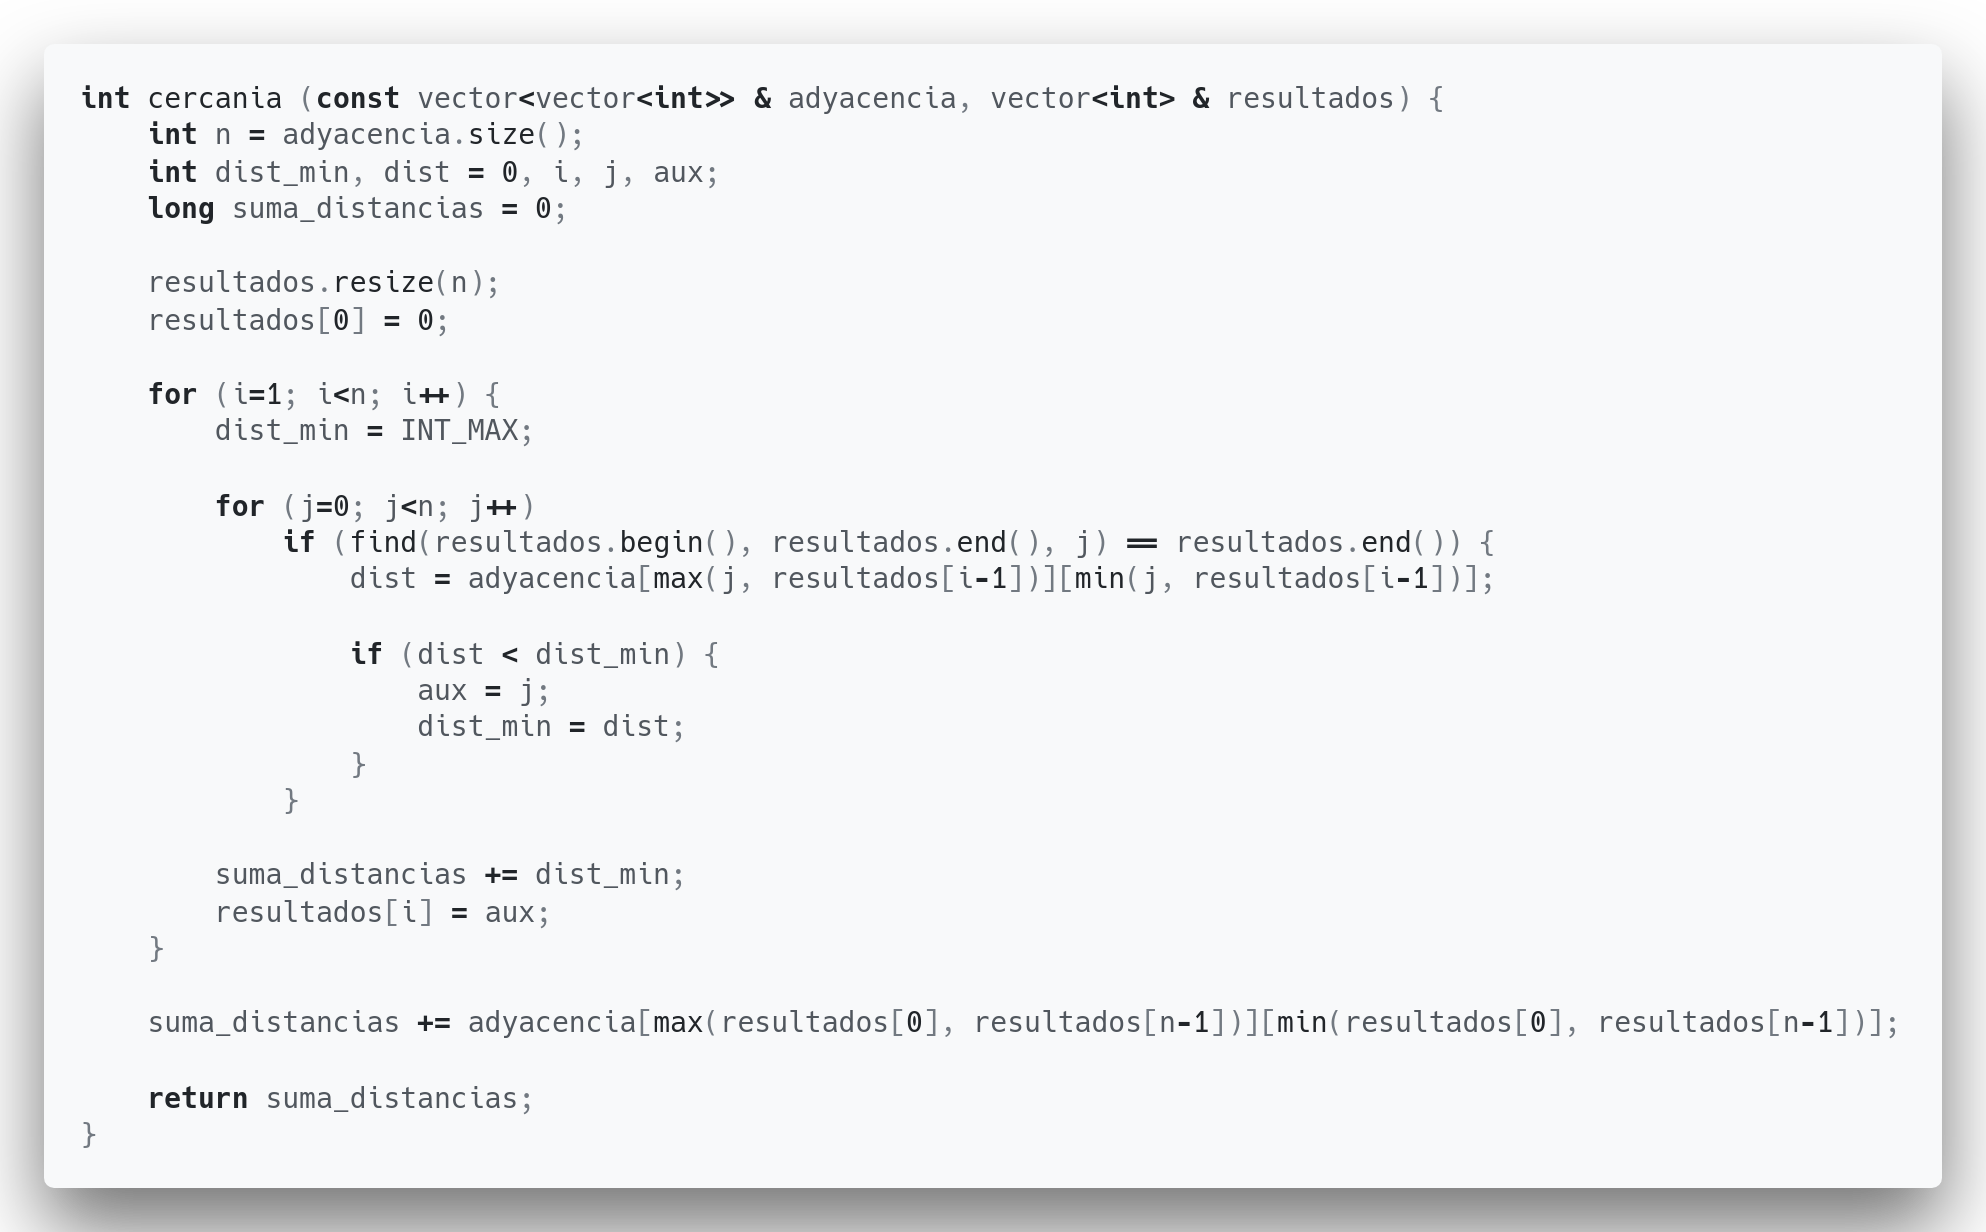 int cercania (const vector<vector<int>> & adyacencia, vector<int> & resultados) {
    int n = adyacencia.size();
    int dist_min, dist = 0, i, j, aux;
    long suma_distancias = 0;

    resultados.resize(n);
    resultados[0] = 0;

    for (i=1; i<n; i++) {
        dist_min = INT_MAX;

        for (j=0; j<n; j++)
            if (find(resultados.begin(), resultados.end(), j) == resultados.end()) {
                dist = adyacencia[max(j, resultados[i-1])][min(j, resultados[i-1])];

                if (dist < dist_min) {
                    aux = j;
                    dist_min = dist;
                }
            }

        suma_distancias += dist_min;
        resultados[i] = aux;
    }

    suma_distancias += adyacencia[max(resultados[0], resultados[n-1])][min(resultados[0], resultados[n-1])];

    return suma_distancias;
}